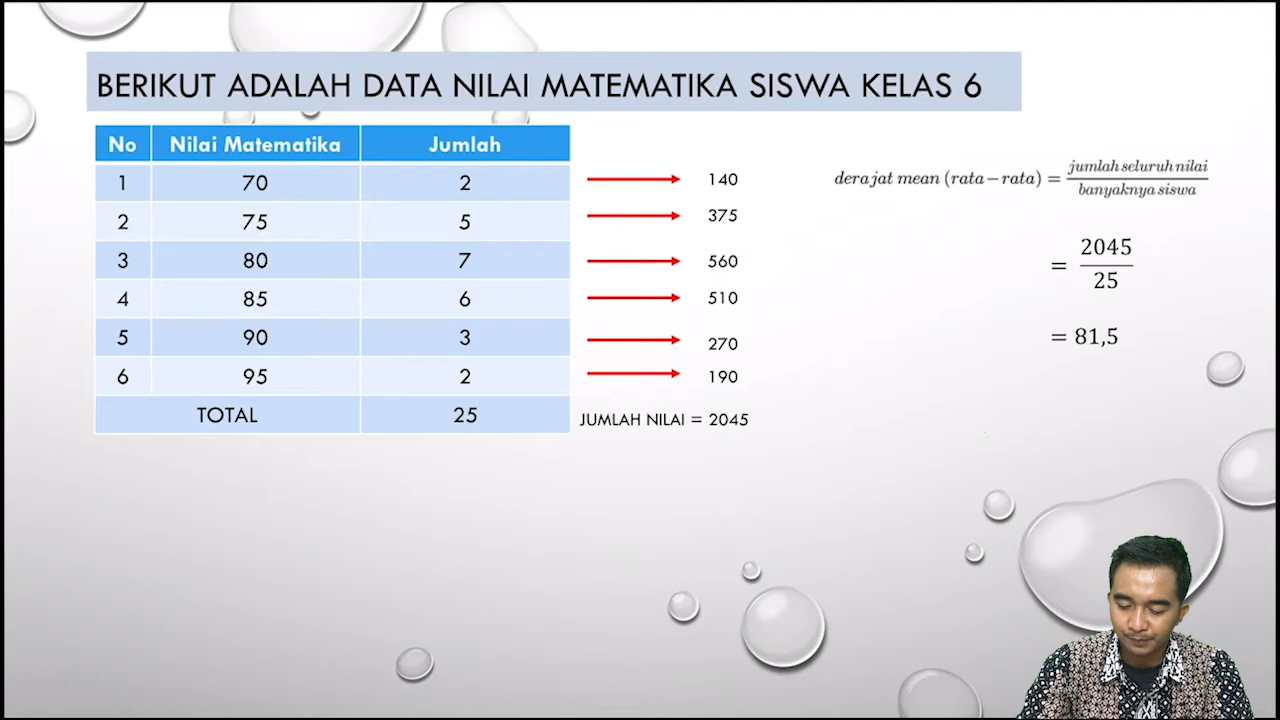 BERIKUT ADALAH DATA NILAI MATEMATIKA SISWA KELAS 6
No Nilai Matematika Jumlah
1 70 2 140
2 75 5 375
3 80 7 560
4 85 6 510
5 90 3 270
6 95 2 190
TOTAL 25 JUMLAH NILAI = 2045
derajat mean (rata−rata) = jumlah seluruh nilai
banyaknya siswa
= 2045
25
= 81,5